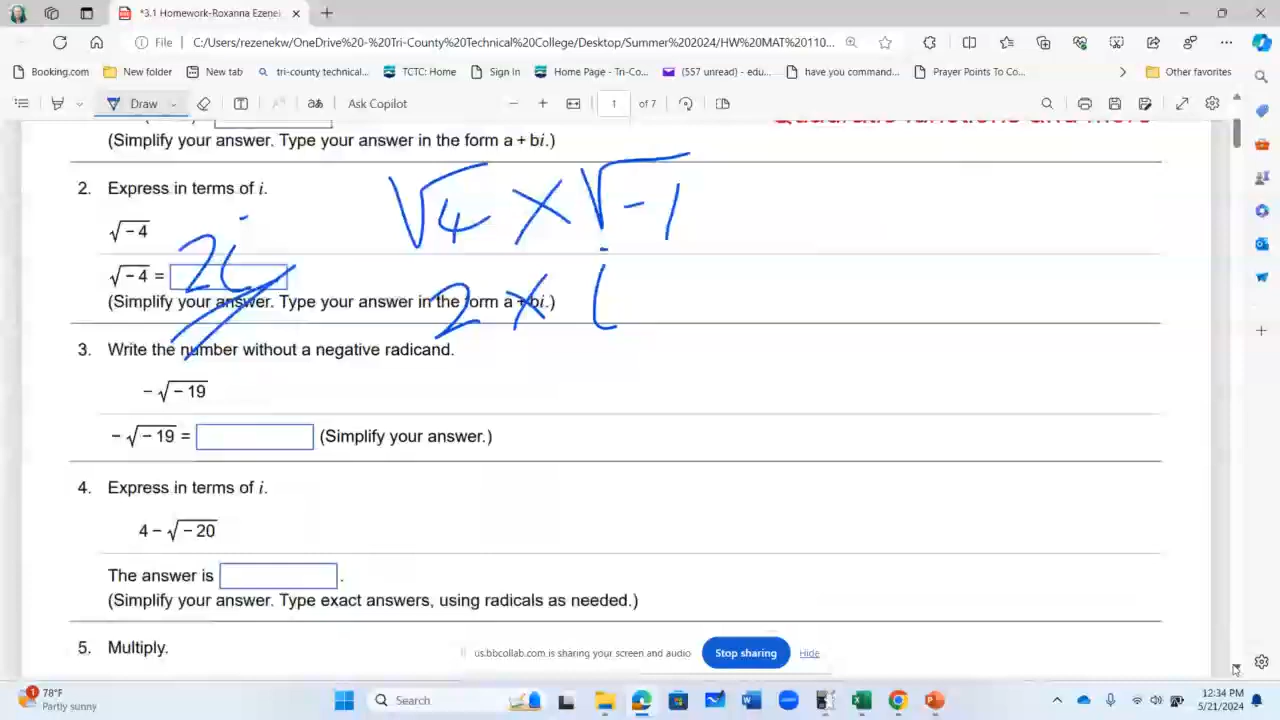 *3.1 Homework-Roxanna Ezene
File
C:/Users/rezenekw/OneDrive%20-%20Tri-County%20Technical%20College/Desktop/Summer%202024/HW%20MAT%20110...
Booking.com
New folder
New tab
tri-county technical...
TCTC: Home
Sign In
Home Page - Tri-Co...
(557 unread) - edu...
have you command...
Prayer Points To Co...
Other favorites
Draw
Ask Copilot
1
of 7
(Simplify your answer. Type your answer in the form a + bi.)
2. Express in terms of i.
√4 × √-1
√-4
√-4 = 2i
2 × i
(Simplify your answer. Type your answer in the form a + bi.)
3. Write the number without a negative radicand.
-√-19
-√-19 = (Simplify your answer.)
4. Express in terms of i.
4-√-20
The answer is .
(Simplify your answer. Type exact answers, using radicals as needed.)
5. Multiply.
us.bbcollab.com is sharing your screen and audio
Stop sharing
Hide
1
78°F
Partly sunny
Search
12:34 PM
5/21/2024